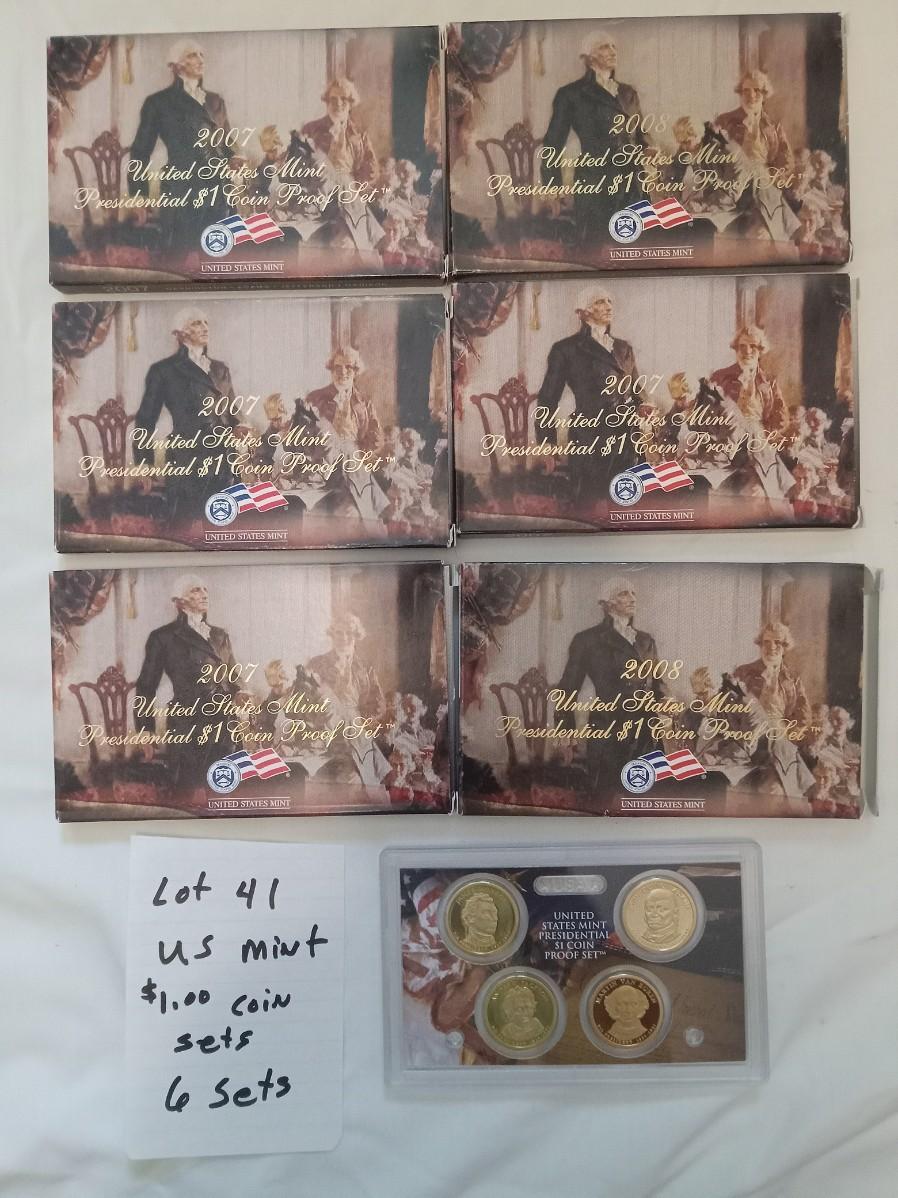 2007
United States Mint
Presidential $1 Coin Proof Set™
UNITED STATES MINT
2008
United States Mint
Presidential $1 Coin Proof Set™
UNITED STATES MINT
2007
2007
United States Mint
Presidential $1 Coin Proof Set™
UNITED STATES MINT
2007
United States Mint
Presidential $1 Coin Proof Set™
UNITED STATES MINT
2007
United States Mint
Presidential $1 Coin Proof Set™
UNITED STATES MINT
2008
United States Mint
Presidential $1 Coin Proof Set™
UNITED STATES MINT
Lot 41
US Mint
$1.00 coin
sets
6 sets
USA
UNITED
STATES MINT
PRESIDENTIAL
$1 COIN
PROOF SET™
MARTIN VAN BUREN